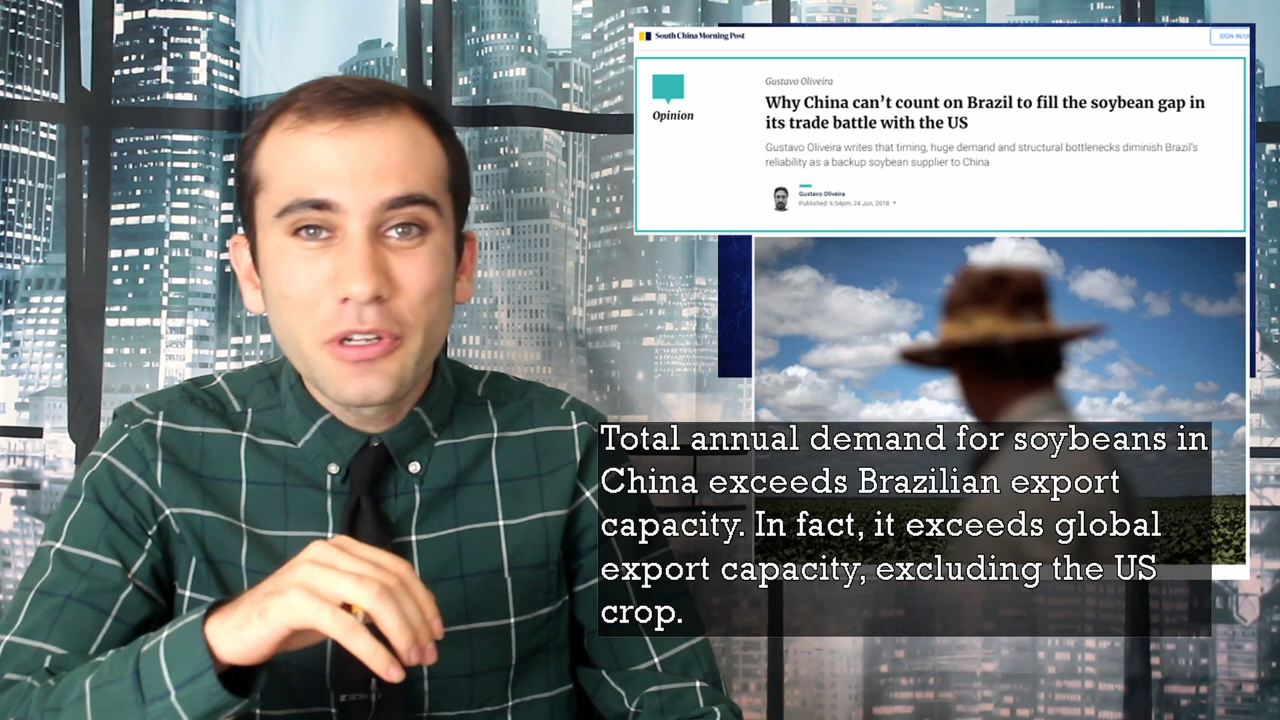 South China Morning Post
SIGN IN/U
Gustavo Oliveira
Why China can’t count on Brazil to fill the soybean gap in
its trade battle with the US
Opinion
Gustavo Oliveira writes that timing, huge demand and structural bottlenecks diminish Brazil’s
reliability as a backup soybean supplier to China
Gustavo Oliveira
Published: 6:54pm, 24 Jun, 2018
Total annual demand for soybeans in
China exceeds Brazilian export
capacity. In fact, it exceeds global
export capacity, excluding the US
crop.